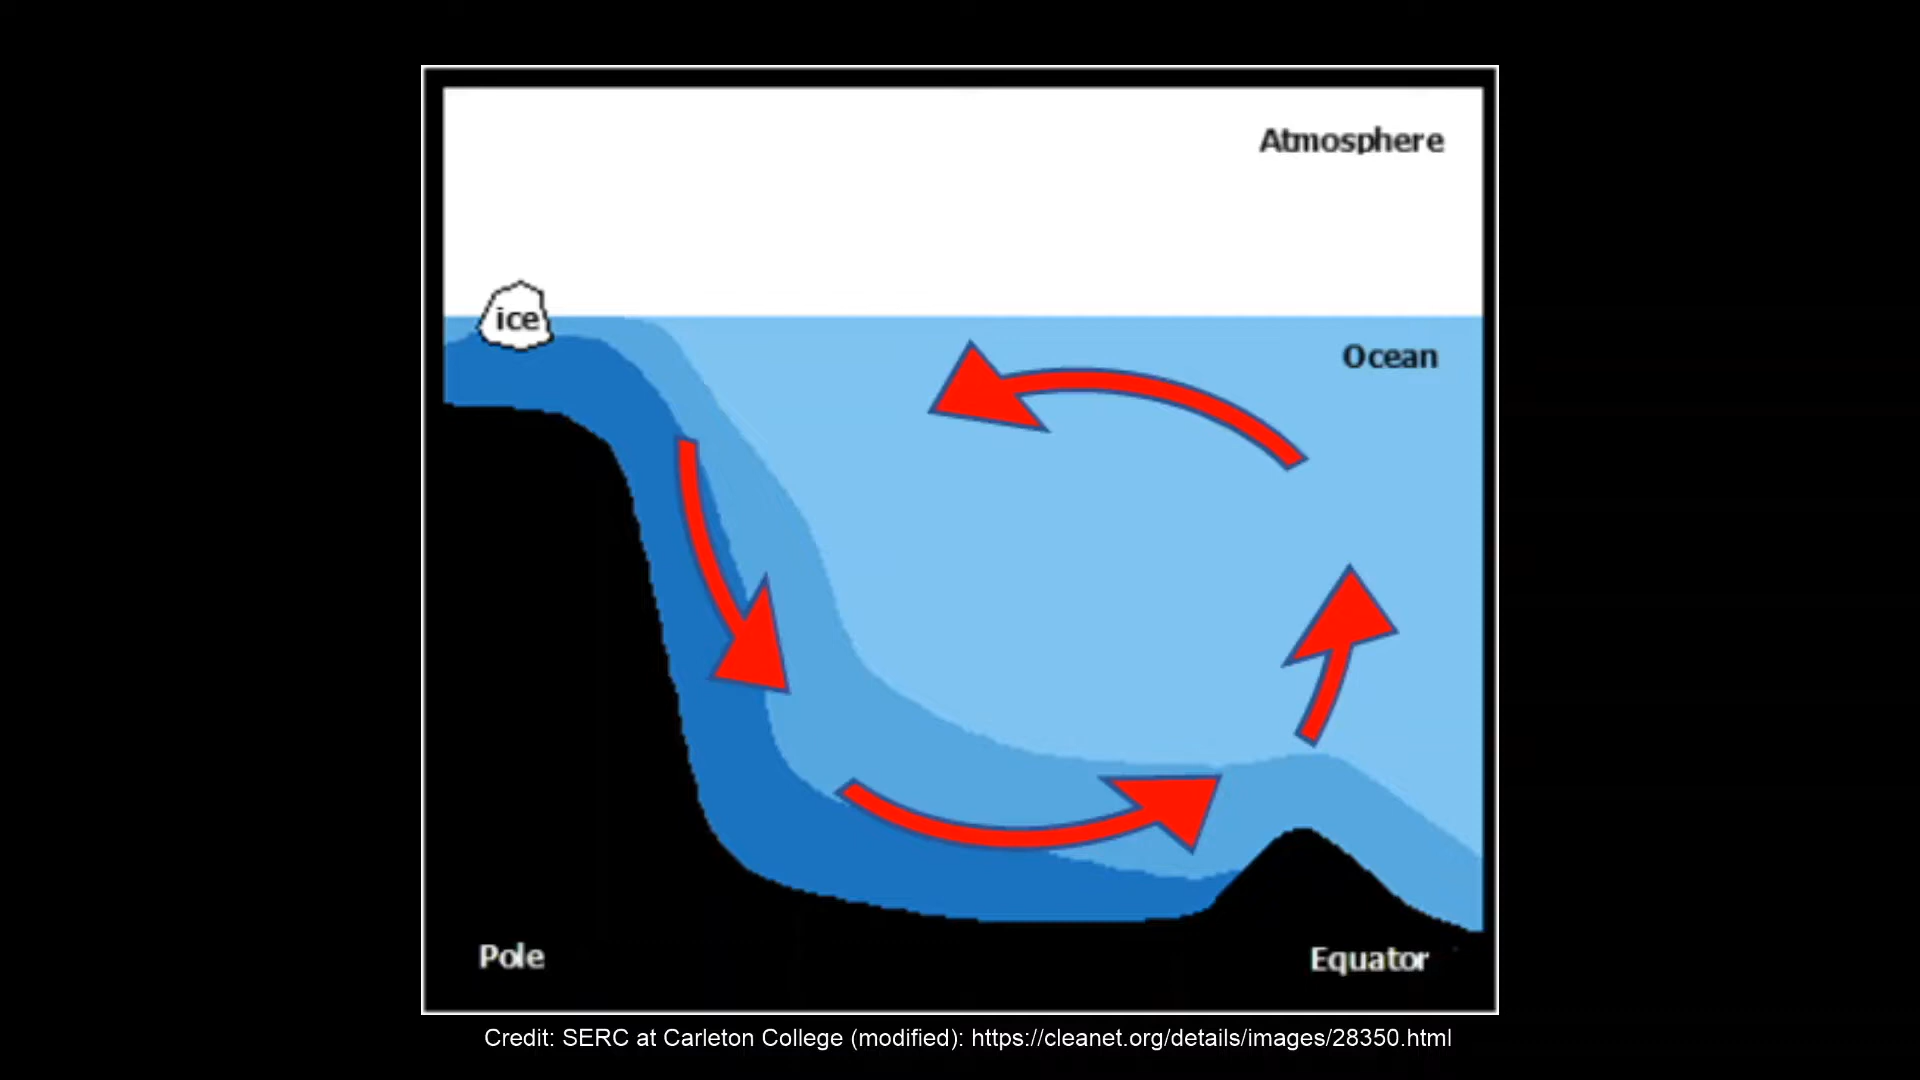 Atmosphere
ice
Ocean
Pole
Equator
Credit: SERC at Carleton College (modified): https://cleanet.org/details/images/28350.html